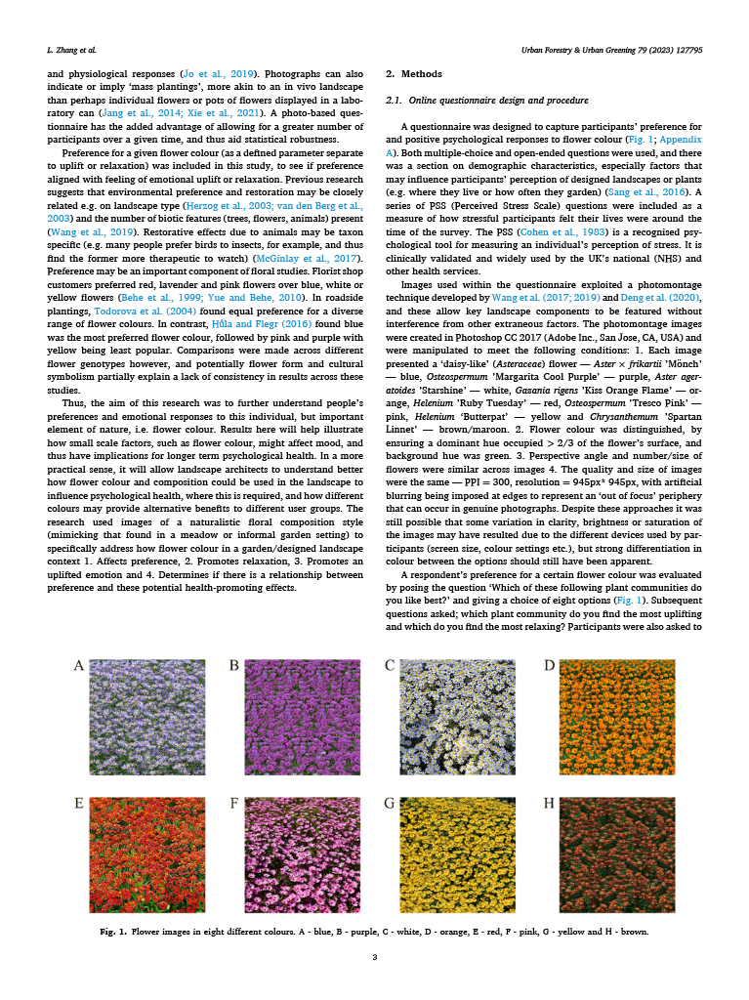 L. Zhang et al.
Urban Forestry & Urban Greening 79 (2023) 127795
and physiological responses (Jo et al., 2019). Photographs can also
indicate or imply ‘mass plantings’, more akin to an in vivo landscape
than perhaps individual flowers or pots of flowers displayed in a labo-
ratory can (Jang et al., 2014; Xie et al., 2021). A photo-based ques-
tionnaire has the added advantage of allowing for a greater number of
participants over a given time, and thus aid statistical robustness.
Preference for a given flower colour (as a defined parameter separate
to uplift or relaxation) was included in this study, to see if preference
aligned with feeling of emotional uplift or relaxation. Previous research
suggests that environmental preference and restoration may be closely
related e.g. on landscape type (Herzog et al., 2003; van den Berg et al.,
2003) and the number of biotic features (trees, flowers, animals) present
(Wang et al., 2019). Restorative effects due to animals may be taxon
specific (e.g. many people prefer birds to insects, for example, and thus
find the former more therapeutic to watch) (McGinlay et al., 2017).
Preference may be an important component of floral studies. Florist shop
customers preferred red, lavender and pink flowers over blue, white or
yellow flowers (Behe et al., 1999; Yue and Behe, 2010). In roadside
plantings, Todorova et al. (2004) found equal preference for a diverse
range of flower colours. In contrast, Hůla and Flegr (2016) found blue
was the most preferred flower colour, followed by pink and purple with
yellow being least popular. Comparisons were made across different
flower genotypes however, and potentially flower form and cultural
symbolism partially explain a lack of consistency in results across these
studies.
Thus, the aim of this research was to further understand people’s
preferences and emotional responses to this individual, but important
element of nature, i.e. flower colour. Results here will help illustrate
how small scale factors, such as flower colour, might affect mood, and
thus have implications for longer term psychological health. In a more
practical sense, it will allow landscape architects to understand better
how flower colour and composition could be used in the landscape to
influence psychological health, where this is required, and how different
colours may provide alternative benefits to different user groups. The
research used images of a naturalistic floral composition style
(mimicking that found in a meadow or informal garden setting) to
specifically address how flower colour in a garden/designed landscape
context 1. Affects preference, 2. Promotes relaxation, 3. Promotes an
uplifted emotion and 4. Determines if there is a relationship between
preference and these potential health-promoting effects.
2. Methods
2.1. Online questionnaire design and procedure
A questionnaire was designed to capture participants’ preference for
and positive psychological responses to flower colour (Fig. 1; Appendix
A). Both multiple-choice and open-ended questions were used, and there
was a section on demographic characteristics, especially factors that
may influence participants’ perception of designed landscapes or plants
(e.g. where they live or how often they garden) (Sang et al., 2016). A
series of PSS (Perceived Stress Scale) questions were included as a
measure of how stressful participants felt their lives were around the
time of the survey. The PSS (Cohen et al., 1983) is a recognised psy-
chological tool for measuring an individual’s perception of stress. It is
clinically validated and widely used by the UK’s national (NHS) and
other health services.
Images used within the questionnaire exploited a photomontage
technique developed by Wang et al. (2017; 2019) and Deng et al. (2020),
and these allow key landscape components to be featured without
interference from other extraneous factors. The photomontage images
were created in Photoshop CC 2017 (Adobe Inc., San Jose, CA, USA) and
were manipulated to meet the following conditions: 1. Each image
presented a ‘daisy-like’ (Asteraceae) flower — Aster × frikartii ’Mönch’
— blue, Osteospermum ’Margarita Cool Purple’ — purple, Aster ager-
atoides ’Starshine’ — white, Gasania rigens ’Kiss Orange Flame’ — or-
ange, Helenium ’Ruby Tuesday’ — red, Osteospermum ’Tresco Pink’ —
pink, Helenium ‘Butterpat’ — yellow and Chrysanthemum ’Spartan
Linnet’ — brown/maroon. 2. Flower colour was distinguished, by
ensuring a dominant hue occupied > 2/3 of the flower’s surface, and
background hue was green. 3. Perspective angle and number/size of
flowers were similar across images 4. The quality and size of images
were the same — PPI = 300, resolution = 945px* 945px, with artificial
blurring being imposed at edges to represent an ‘out of focus’ periphery
that can occur in genuine photographs. Despite these approaches it was
still possible that some variation in clarity, brightness or saturation of
the images may have resulted due to the different devices used by par-
ticipants (screen size, colour settings etc.), but strong differentiation in
colour between the options should still have been apparent.
A respondent’s preference for a certain flower colour was evaluated
by posing the question ‘Which of these following plant communities do
you like best?’ and giving a choice of eight options (Fig. 1). Subsequent
questions asked; which plant community do you find the most uplifting
and which do you find the most relaxing? Participants were also asked to
A
B
C
D
E
F
G
H
Fig. 1. Flower images in eight different colours. A - blue, B - purple, C - white, D - orange, E - red, F - pink, G - yellow and H - brown.
3